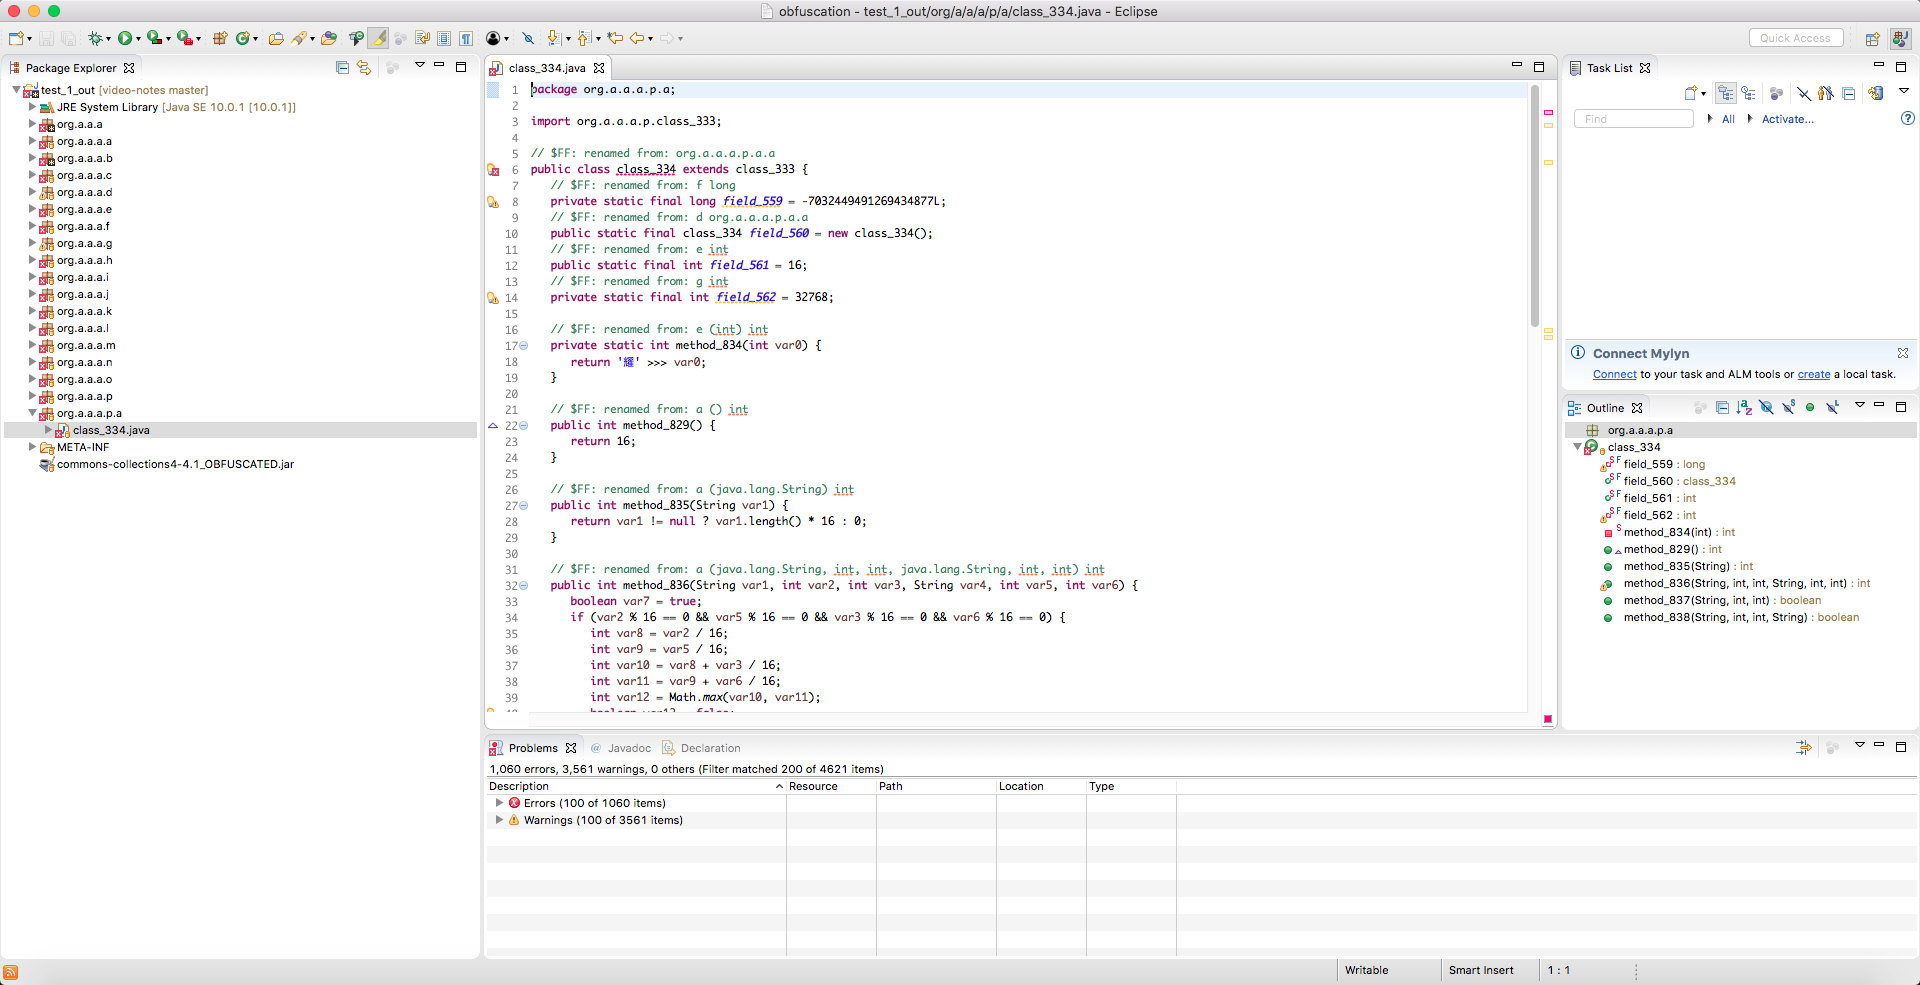 obfuscation - test_1_out/org/a/a/a/p/a/class_334.java - Eclipse
Quick Access
Package Explorer
test_1_out [video-notes master]
JRE System Library [Java SE 10.0.1 [10.0.1]]
org.a.a.a
org.a.a.a.a
org.a.a.a.b
org.a.a.a.c
org.a.a.a.d
org.a.a.a.e
org.a.a.a.f
org.a.a.a.g
org.a.a.a.h
org.a.a.a.i
org.a.a.a.j
org.a.a.a.k
org.a.a.a.l
org.a.a.a.m
org.a.a.a.n
org.a.a.a.o
org.a.a.a.p
org.a.a.a.p.a
class_334.java
META-INF
commons-collections4-4.1_OBFUSCATED.jar
class_334.java
1 package org.a.a.a.p.a;
2
3 import org.a.a.a.p.class_333;
4
5 // $FF: renamed from: org.a.a.a.p.a.a
6 public class class_334 extends class_333 {
7 // $FF: renamed from: f long
8 private static final long field_559 = -7032449491269434877L;
9 // $FF: renamed from: d org.a.a.a.p.a.a
10 public static final class_334 field_560 = new class_334();
11 // $FF: renamed from: e int
12 public static final int field_561 = 16;
13 // $FF: renamed from: g int
14 private static final int field_562 = 32768;
15
16 // $FF: renamed from: e (int) int
17 private static int method_834(int var0) {
18 return '耀' >>> var0;
19 }
20
21 // $FF: renamed from: a () int
22 public int method_829() {
23 return 16;
24 }
25
26 // $FF: renamed from: a (java.lang.String) int
27 public int method_835(String var1) {
28 return var1 != null ? var1.length() * 16 : 0;
29 }
30
31 // $FF: renamed from: a (java.lang.String, int, int, java.lang.String, int, int) int
32 public int method_836(String var1, int var2, int var3, String var4, int var5, int var6) {
33 boolean var7 = true;
34 if (var2 % 16 == 0 && var5 % 16 == 0 && var3 % 16 == 0 && var6 % 16 == 0) {
35 int var8 = var2 / 16;
36 int var9 = var5 / 16;
37 int var10 = var8 + var3 / 16;
38 int var11 = var9 + var6 / 16;
39 int var12 = Math.max(var10, var11);
Task List
Find
All
Activate...
Connect Mylyn
Connect to your task and ALM tools or create a local task.
Outline
org.a.a.a.p.a
class_334
field_559 : long
field_560 : class_334
field_561 : int
field_562 : int
method_834(int) : int
method_829() : int
method_835(String) : int
method_836(String, int, int, String, int, int) : int
method_837(String, int, int) : boolean
method_838(String, int, int, String) : boolean
Problems
@ Javadoc
Declaration
1,060 errors, 3,561 warnings, 0 others (Filter matched 200 of 4621 items)
Description Resource Path Location Type
Errors (100 of 1060 items)
Warnings (100 of 3561 items)
Writable Smart Insert 1 : 1